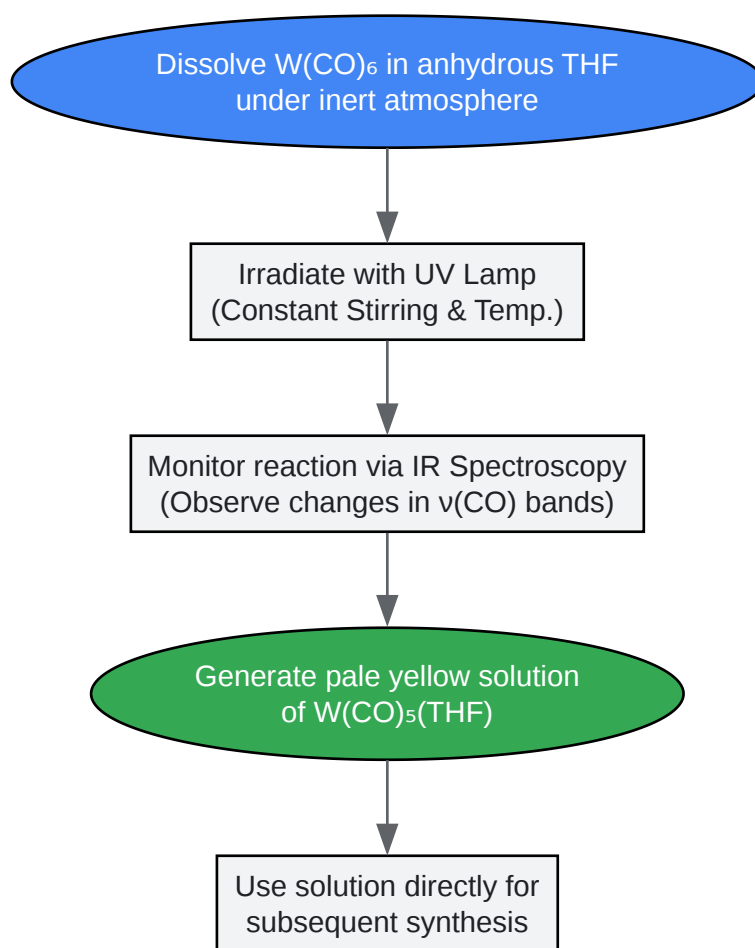 Dissolve W(CO)₆ in anhydrous THF
under inert atmosphere
Irradiate with UV Lamp
(Constant Stirring & Temp.)
Monitor reaction via IR Spectroscopy
(Observe changes in ν(CO) bands)
Generate pale yellow solution
of W(CO)₅(THF)
Use solution directly for
subsequent synthesis